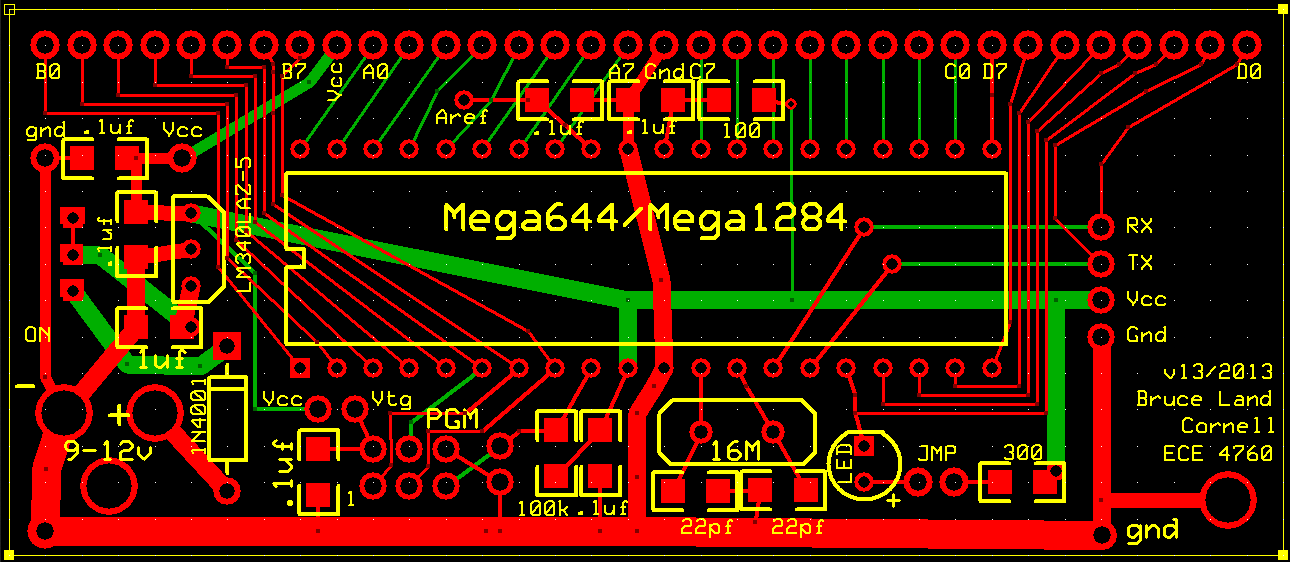 B0 B7 Vcc A0 A7 Gnd C7 C0 D7 D0
Aref
gnd .1uf Vcc .1uf .1uf 100
LM340LAZ-5
.1uf
Mega644/Mega1284
RX
TX
Vcc
Gnd
ON
1uf
v13/2013
Bruce Land
Cornell
ECE 4760
- + 1N4001 Vcc Vtg
PGM
9-12v
.1uf 1
100k .1uf
16M
22pf 22pf
LED +
JMP 300
gnd